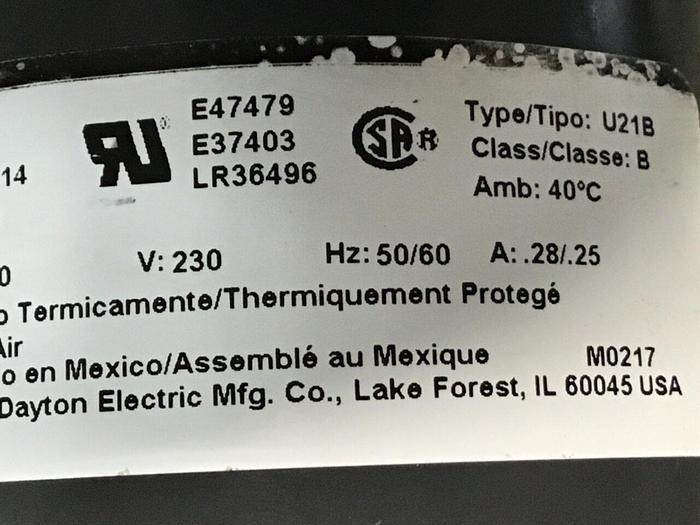 E47479
E37403
LR36496
SA
Type/Tipo: U21B
Class/Classe: B
Amb: 40°C
14
0 V: 230 Hz: 50/60 A: .28/.25
o Termicamente/Thermiquement Protegé
Air
o en Mexico/Assemblé au Mexique M0217
Dayton Electric Mfg. Co., Lake Forest, IL 60045 USA